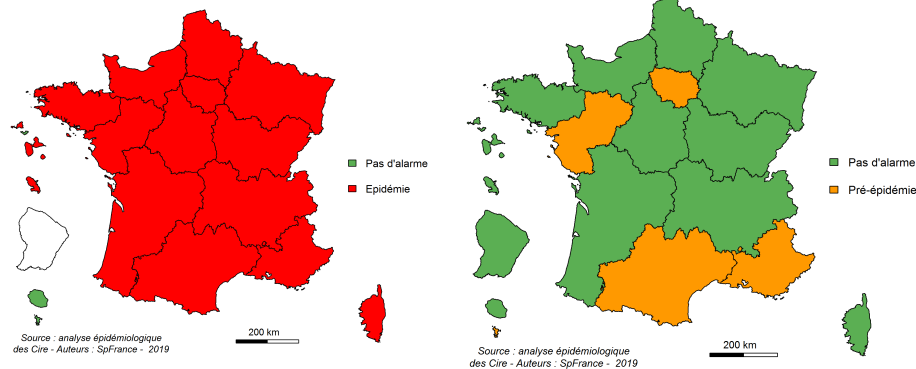 Pas d'alarme
Epidémie
200 km
Source : analyse épidémiologique
des Cire - Auteurs : SpFrance - 2019
Pas d'alarme
Pré-épidémie
200 km
Source : analyse épidémiologique
des Cire - Auteurs : SpFrance - 2019